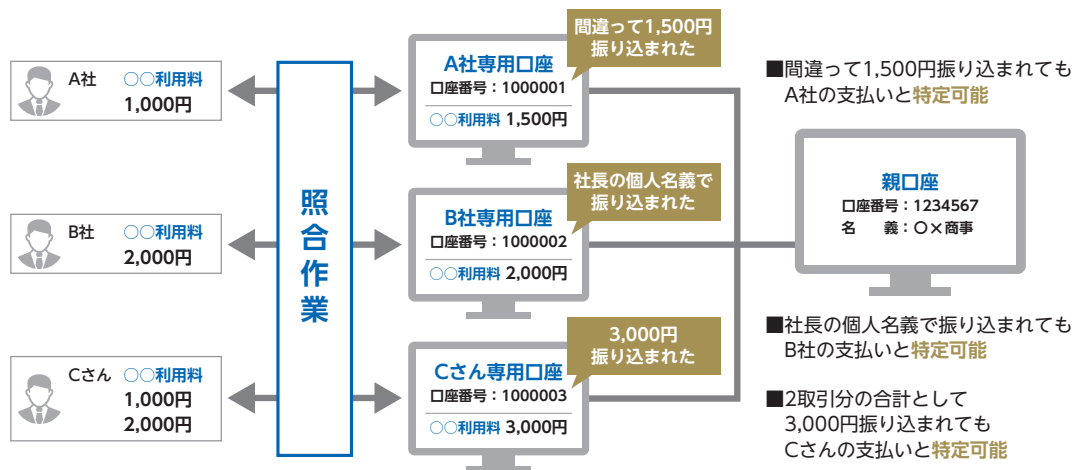 A社 ○○利用料
1,000円
B社 ○○利用料
2,000円
Cさん ○○利用料
1,000円
2,000円
照合作業
間違って1,500円
振り込まれた
A社専用口座
口座番号：1000001
○○利用料 1,500円
社長の個人名義で
振り込まれた
B社専用口座
口座番号：1000002
○○利用料 2,000円
3,000円
振り込まれた
Cさん専用口座
口座番号：1000003
○○利用料 3,000円
■間違って1,500円振り込まれても
A社の支払いと特定可能
親口座
口座番号：1234567
名　　義：○×商事
■社長の個人名義で振り込まれても
B社の支払いと特定可能
■2取引分の合計として
3,000円振り込まれても
Cさんの支払いと特定可能